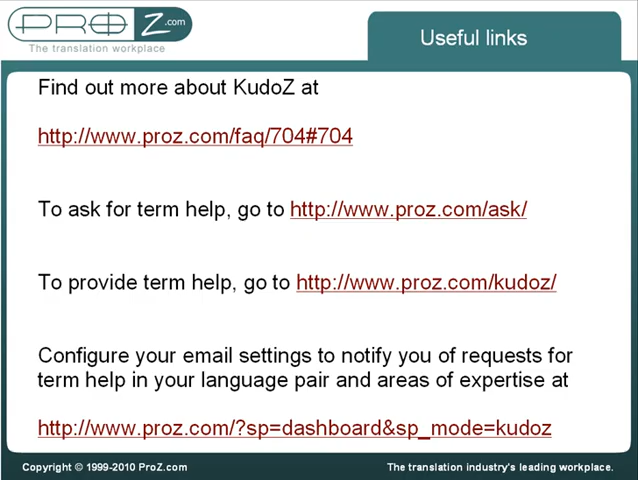 PROZ.com
The translation workplace
Useful links
Find out more about KudoZ at
http://www.proz.com/faq/704#704
To ask for term help, go to http://www.proz.com/ask/
To provide term help, go to http://www.proz.com/kudoz/
Configure your email settings to notify you of requests for
term help in your language pair and areas of expertise at
http://www.proz.com/?sp=dashboard&sp_mode=kudoz
Copyright © 1999-2010 ProZ.com
The translation industry's leading workplace.